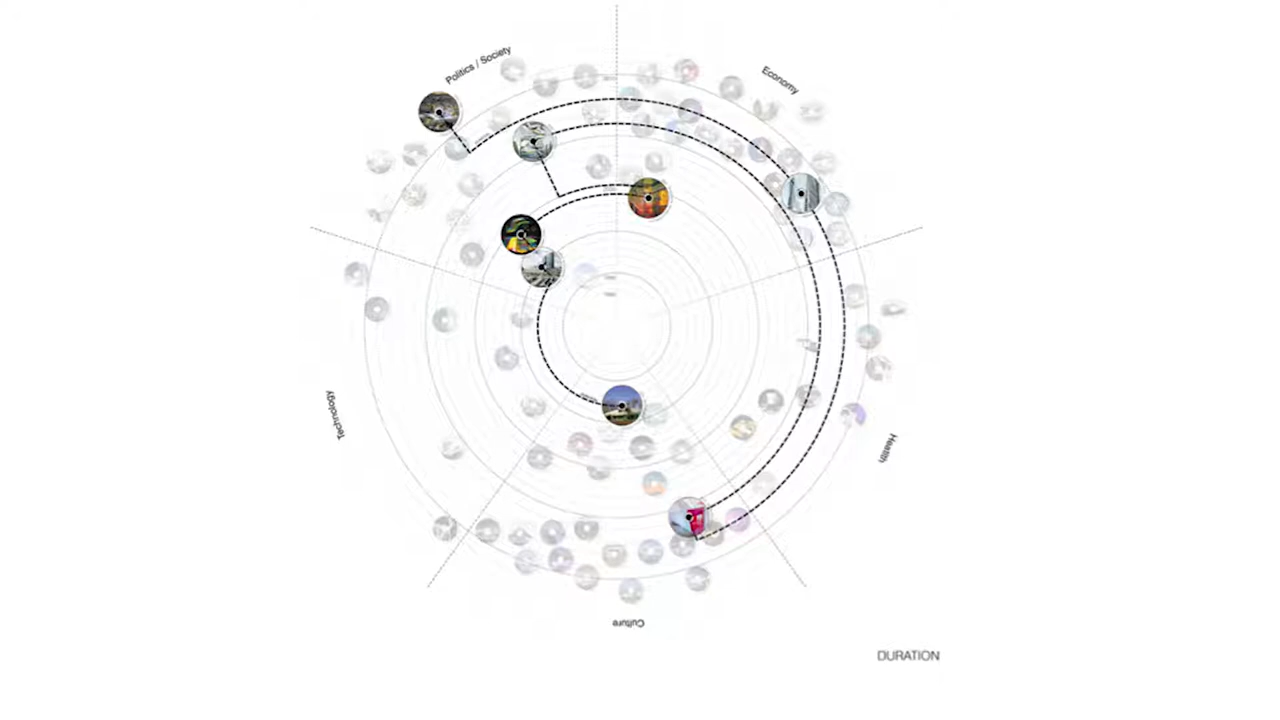 Politics / Society
Economy
Technology
Health
Culture
DURATION